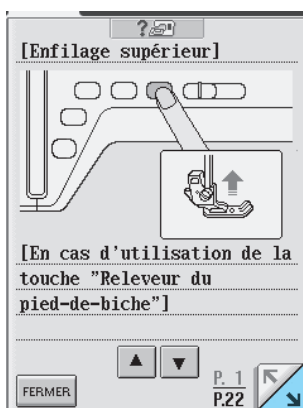 [Enfilage supérieur]
[En cas d'utilisation de la
touche "Releveur du
pied-de-biche"]
P. 1
P.22
FERMER